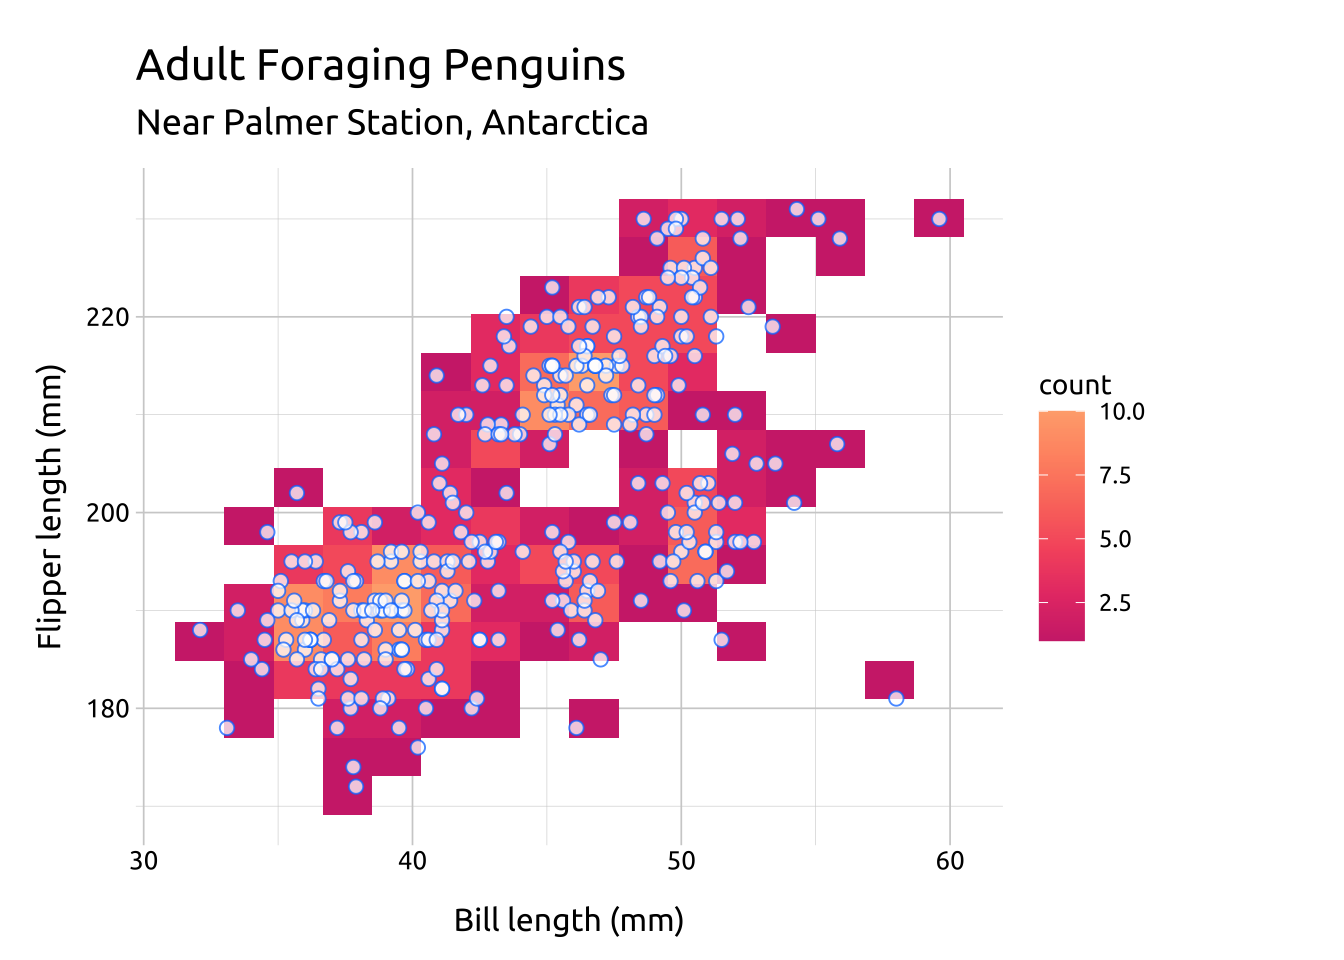 Adult Foraging Penguins
Near Palmer Station, Antarctica
Flipper length (mm)
220
200
180
30
40
50
60
Bill length (mm)
count
10.0
7.5
5.0
2.5